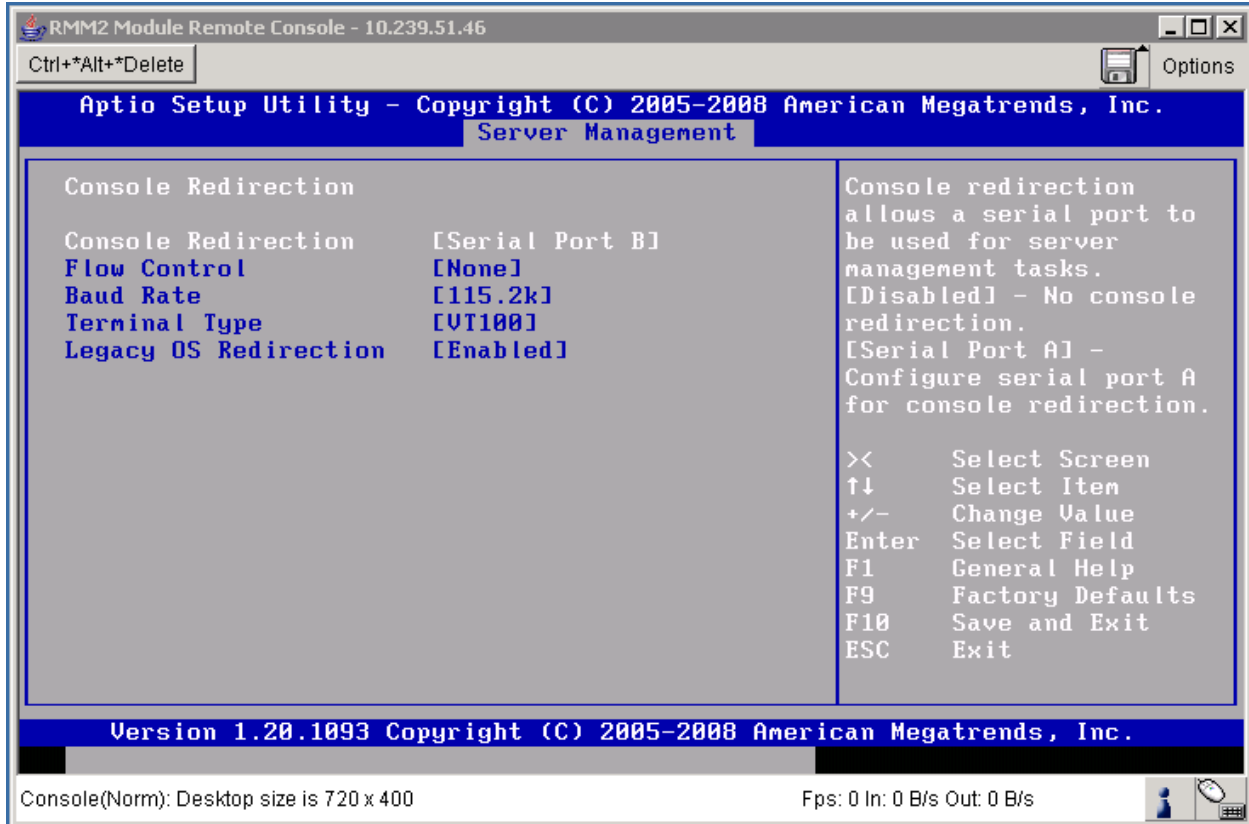 RMM2 Module Remote Console - 10.239.51.46
Ctrl+*Alt+*Delete
Options
Aptio Setup Utility - Copyright (C) 2005-2008 American Megatrends, Inc.
Server Management
Console Redirection
Console Redirection [Serial Port B]
Flow Control [None]
Baud Rate [115.2k]
Terminal Type [VT100]
Legacy OS Redirection [Enabled]
Console redirection
allows a serial port to
be used for server
management tasks.
[Disabled] - No console
redirection.
[Serial Port A] -
Configure serial port A
for console redirection.
>< Select Screen
↑↓ Select Item
+/- Change Value
Enter Select Field
F1 General Help
F9 Factory Defaults
F10 Save and Exit
ESC Exit
Version 1.20.1093 Copyright (C) 2005-2008 American Megatrends, Inc.
Console(Norm): Desktop size is 720 x 400
Fps: 0 In: 0 B/s Out: 0 B/s